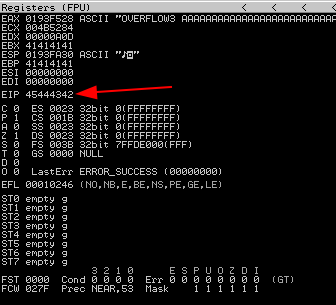 Registers (FPU) < < < <
EAX 0193F528 ASCII "OVERFLOW3 AAAAAAAAAAAAAAAAAAAAAAAAAA
ECX 004B5284
EDX 00000A0D
EBX 41414141
ESP 0193FA30 ASCII "
EBP 41414141
ESI 00000000
EDI 00000000
EIP 45444342
C 0 ES 0023 32bit 0(FFFFFFFF)
P 1 CS 001B 32bit 0(FFFFFFFF)
A 0 SS 0023 32bit 0(FFFFFFFF)
Z 1 DS 0023 32bit 0(FFFFFFFF)
S 0 FS 003B 32bit 7FFDE000(FFF)
T 0 GS 0000 NULL
D 0
O 0 LastErr ERROR_SUCCESS (00000000)
EFL 00010246 (NO,NB,E,BE,NS,PE,GE,LE)
ST0 empty g
ST1 empty g
ST2 empty g
ST3 empty g
ST4 empty g
ST5 empty g
ST6 empty g
ST7 empty g
3 2 1 0 E S P U O Z D I
FST 0000 Cond 0 0 0 0 Err 0 0 0 0 0 0 0 0 (GT)
FCW 027F Prec NEAR,53 Mask 1 1 1 1 1 1